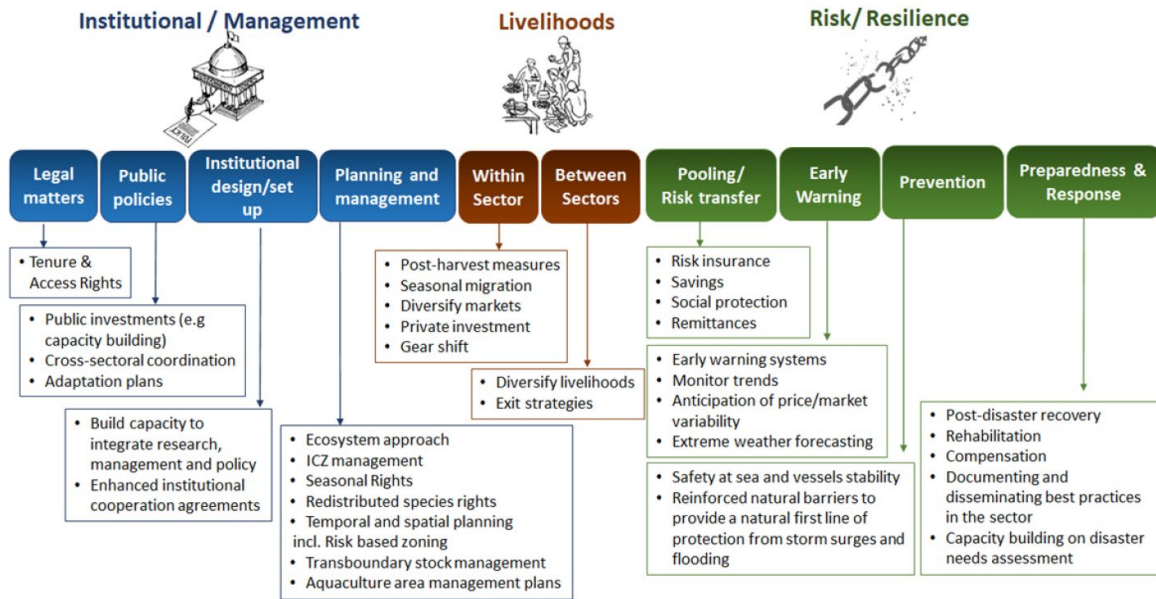 Institutional / Management
Livelihoods
Risk/ Resilience
POLICY
Legal
matters
Public
policies
Institutional
design/set
up
Planning and
management
Within
Sector
Between
Sectors
Pooling/
Risk transfer
Early
Warning
Prevention
Preparedness &
Response
• Tenure &
Access Rights
• Public investments (e.g
capacity building)
• Cross-sectoral coordination
• Adaptation plans
• Build capacity to
integrate research,
management and policy
• Enhanced institutional
cooperation agreements
• Ecosystem approach
• ICZ management
• Seasonal Rights
• Redistributed species rights
• Temporal and spatial planning
incl. Risk based zoning
• Transboundary stock management
• Aquaculture area management plans
• Post-harvest measures
• Seasonal migration
• Diversify markets
• Private investment
• Gear shift
• Diversify livelihoods
• Exit strategies
• Risk insurance
• Savings
• Social protection
• Remittances
• Early warning systems
• Monitor trends
• Anticipation of price/market
variability
• Extreme weather forecasting
• Safety at sea and vessels stability
• Reinforced natural barriers to
provide a natural first line of
protection from storm surges and
flooding
• Post-disaster recovery
• Rehabilitation
• Compensation
• Documenting and
disseminating best practices
in the sector
• Capacity building on disaster
needs assessment